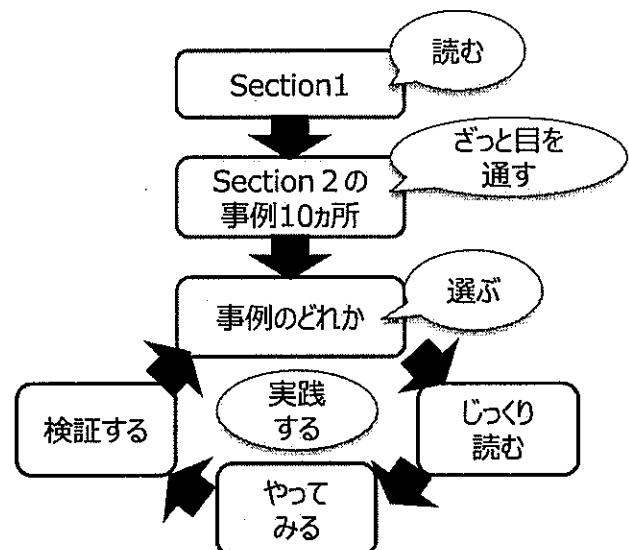 読む
Section1
ざっと目を
通す
Section 2 の
事例10ヵ所
選ぶ
事例のどれか
実践
する
じっくり
読む
検証する
やって
みる